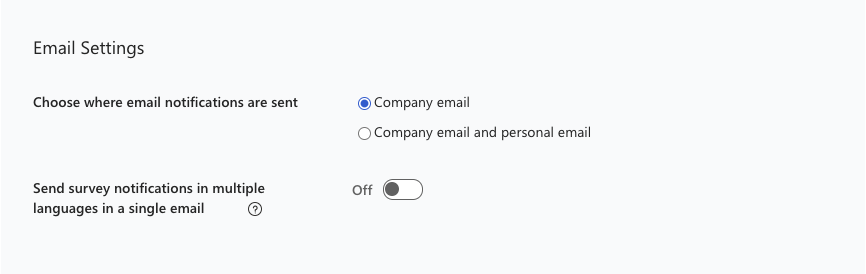 Email Settings
Choose where email notifications are sent
Company email
Company email and personal email
Send survey notifications in multiple
languages in a single email ?
Off